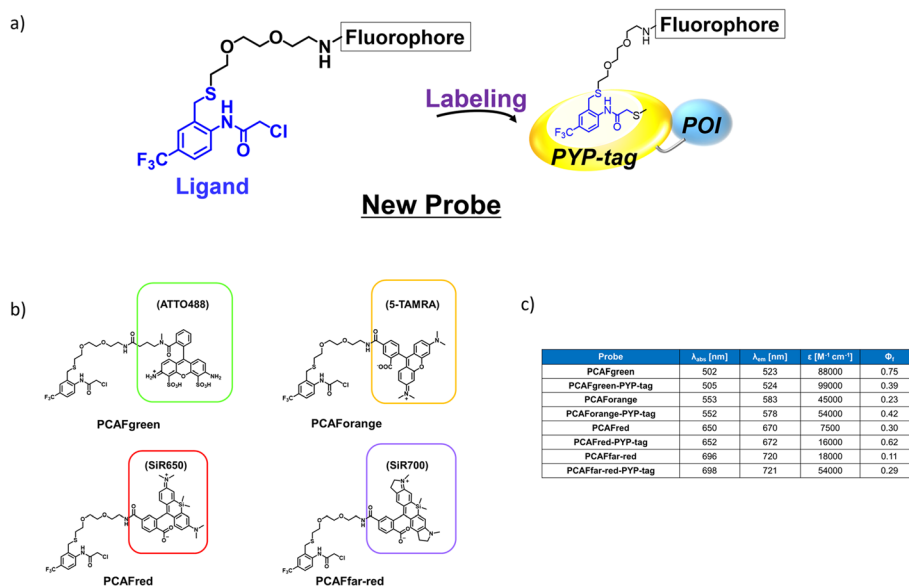 a)
Fluorophore
Fluorophore
Labeling
POI
PYP-tag
Ligand
New Probe
b)
c)
(ATTO488)
(5-TAMRA)
PCAFgreen
PCAForange
(SiR650)
(SiR700)
PCAFred
PCAFfar-red
Probe λabs [nm] λem [nm] ε [M⁻¹ cm⁻¹] Φf
PCAFgreen 502 523 88000 0.75
PCAFgreen-PYP-tag 505 524 99000 0.39
PCAForange 553 583 45000 0.23
PCAForange-PYP-tag 552 578 54000 0.42
PCAFred 650 670 7500 0.30
PCAFred-PYP-tag 652 672 16000 0.62
PCAFfar-red 696 720 18000 0.11
PCAFfar-red-PYP-tag 698 721 54000 0.29